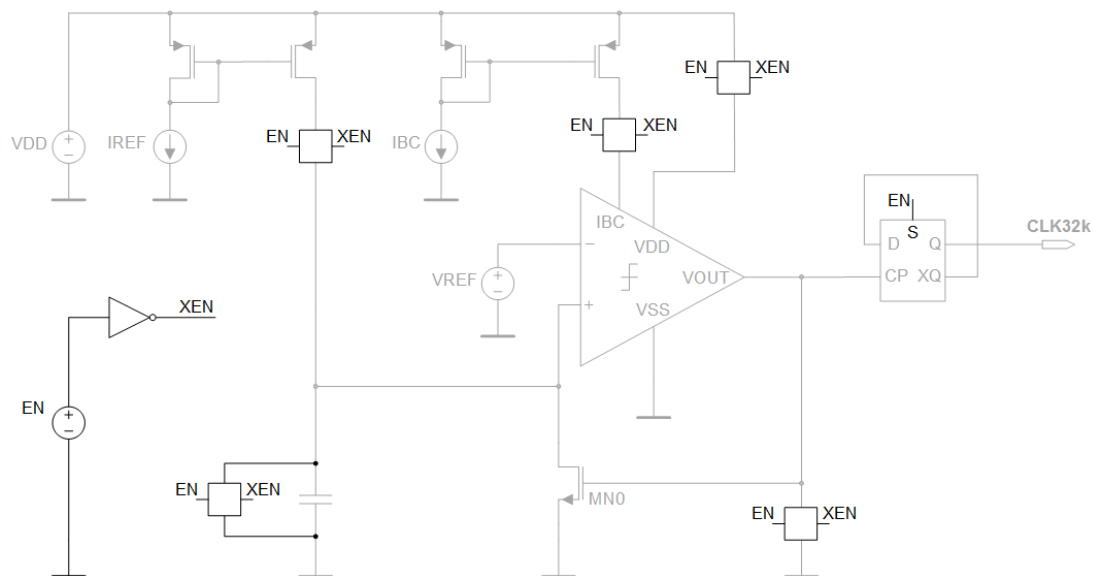 EN XEN
VDD IREF EN XEN IBC EN XEN
IBC
VDD
VREF
VOUT
VSS
EN
S
D Q
CP XQ
CLK32k
XEN
EN
EN XEN
MN0
EN XEN